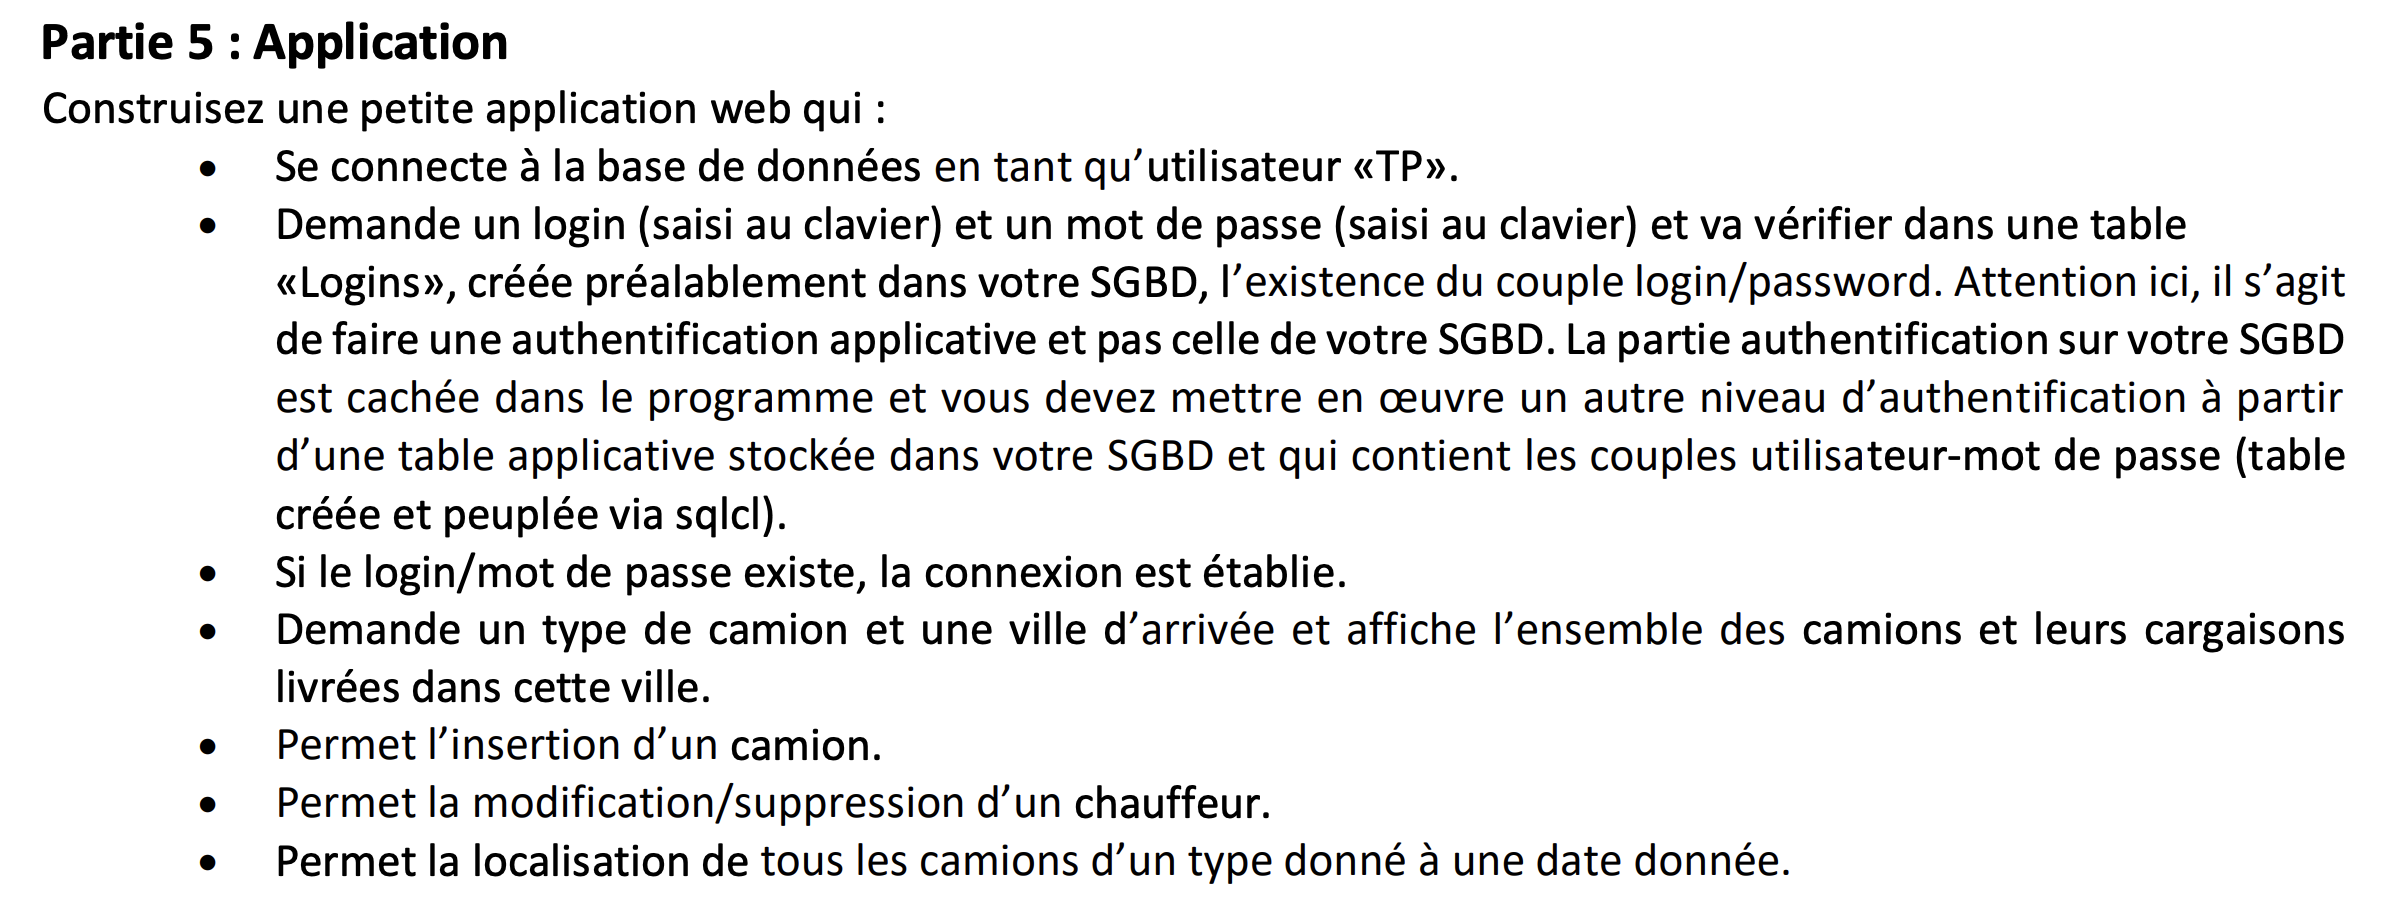 Partie 5 : Application
Construisez une petite application web qui :
• Se connecte à la base de données en tant qu’utilisateur «TP».
• Demande un login (saisi au clavier) et un mot de passe (saisi au clavier) et va vérifier dans une table
«Logins», créée préalablement dans votre SGBD, l’existence du couple login/password. Attention ici, il s’agit
de faire une authentification applicative et pas celle de votre SGBD. La partie authentification sur votre SGBD
est cachée dans le programme et vous devez mettre en œuvre un autre niveau d’authentification à partir
d’une table applicative stockée dans votre SGBD et qui contient les couples utilisateur-mot de passe (table
créée et peuplée via sqlcl).
• Si le login/mot de passe existe, la connexion est établie.
• Demande un type de camion et une ville d’arrivée et affiche l’ensemble des camions et leurs cargaisons
livrées dans cette ville.
• Permet l’insertion d’un camion.
• Permet la modification/suppression d’un chauffeur.
• Permet la localisation de tous les camions d’un type donné à une date donnée.